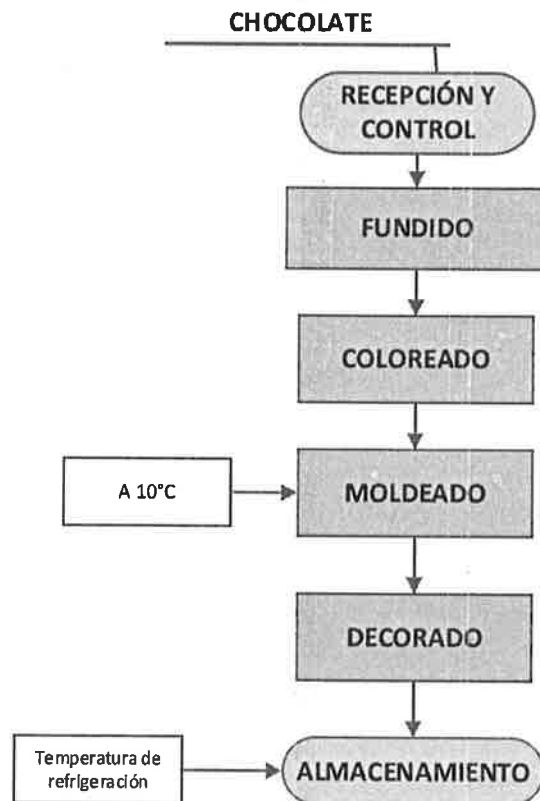 CHOCOLATE
RECEPCIÓN Y
CONTROL
FUNDIDO
COLOREADO
A 10°C
MOLDEADO
DECORADO
Temperatura de
refrigeración
ALMACENAMIENTO